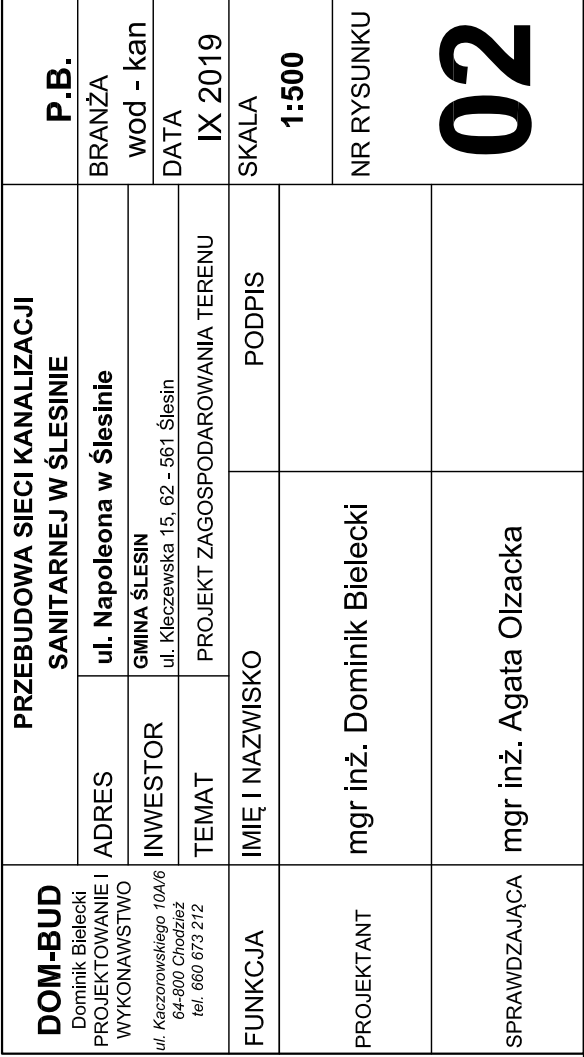 DOM-BUD
Dominik Bielecki
PROJEKTOWANIE I
WYKONAWSTWO
ul. Kaczorowskiego 10A/6
64-800 Chodzież
tel. 660 673 212
PRZEBUDOWA SIECI KANALIZACJI
SANITARNEJ W ŚLESINIE
P.B.
ADRES
ul. Napoleona w Ślesinie
BRANŻA
wod - kan
INWESTOR
GMINA ŚLESIN
ul. Kleczewska 15, 62 - 561 Ślesin
DATA
IX 2019
TEMAT
PROJEKT ZAGOSPODAROWANIA TERENU
FUNKCJA
IMIĘ I NAZWISKO
PODPIS
SKALA
1:500
PROJEKTANT
mgr inż. Dominik Bielecki
NR RYSUNKU
02
SPRAWDZAJĄCA
mgr inż. Agata Olzacka